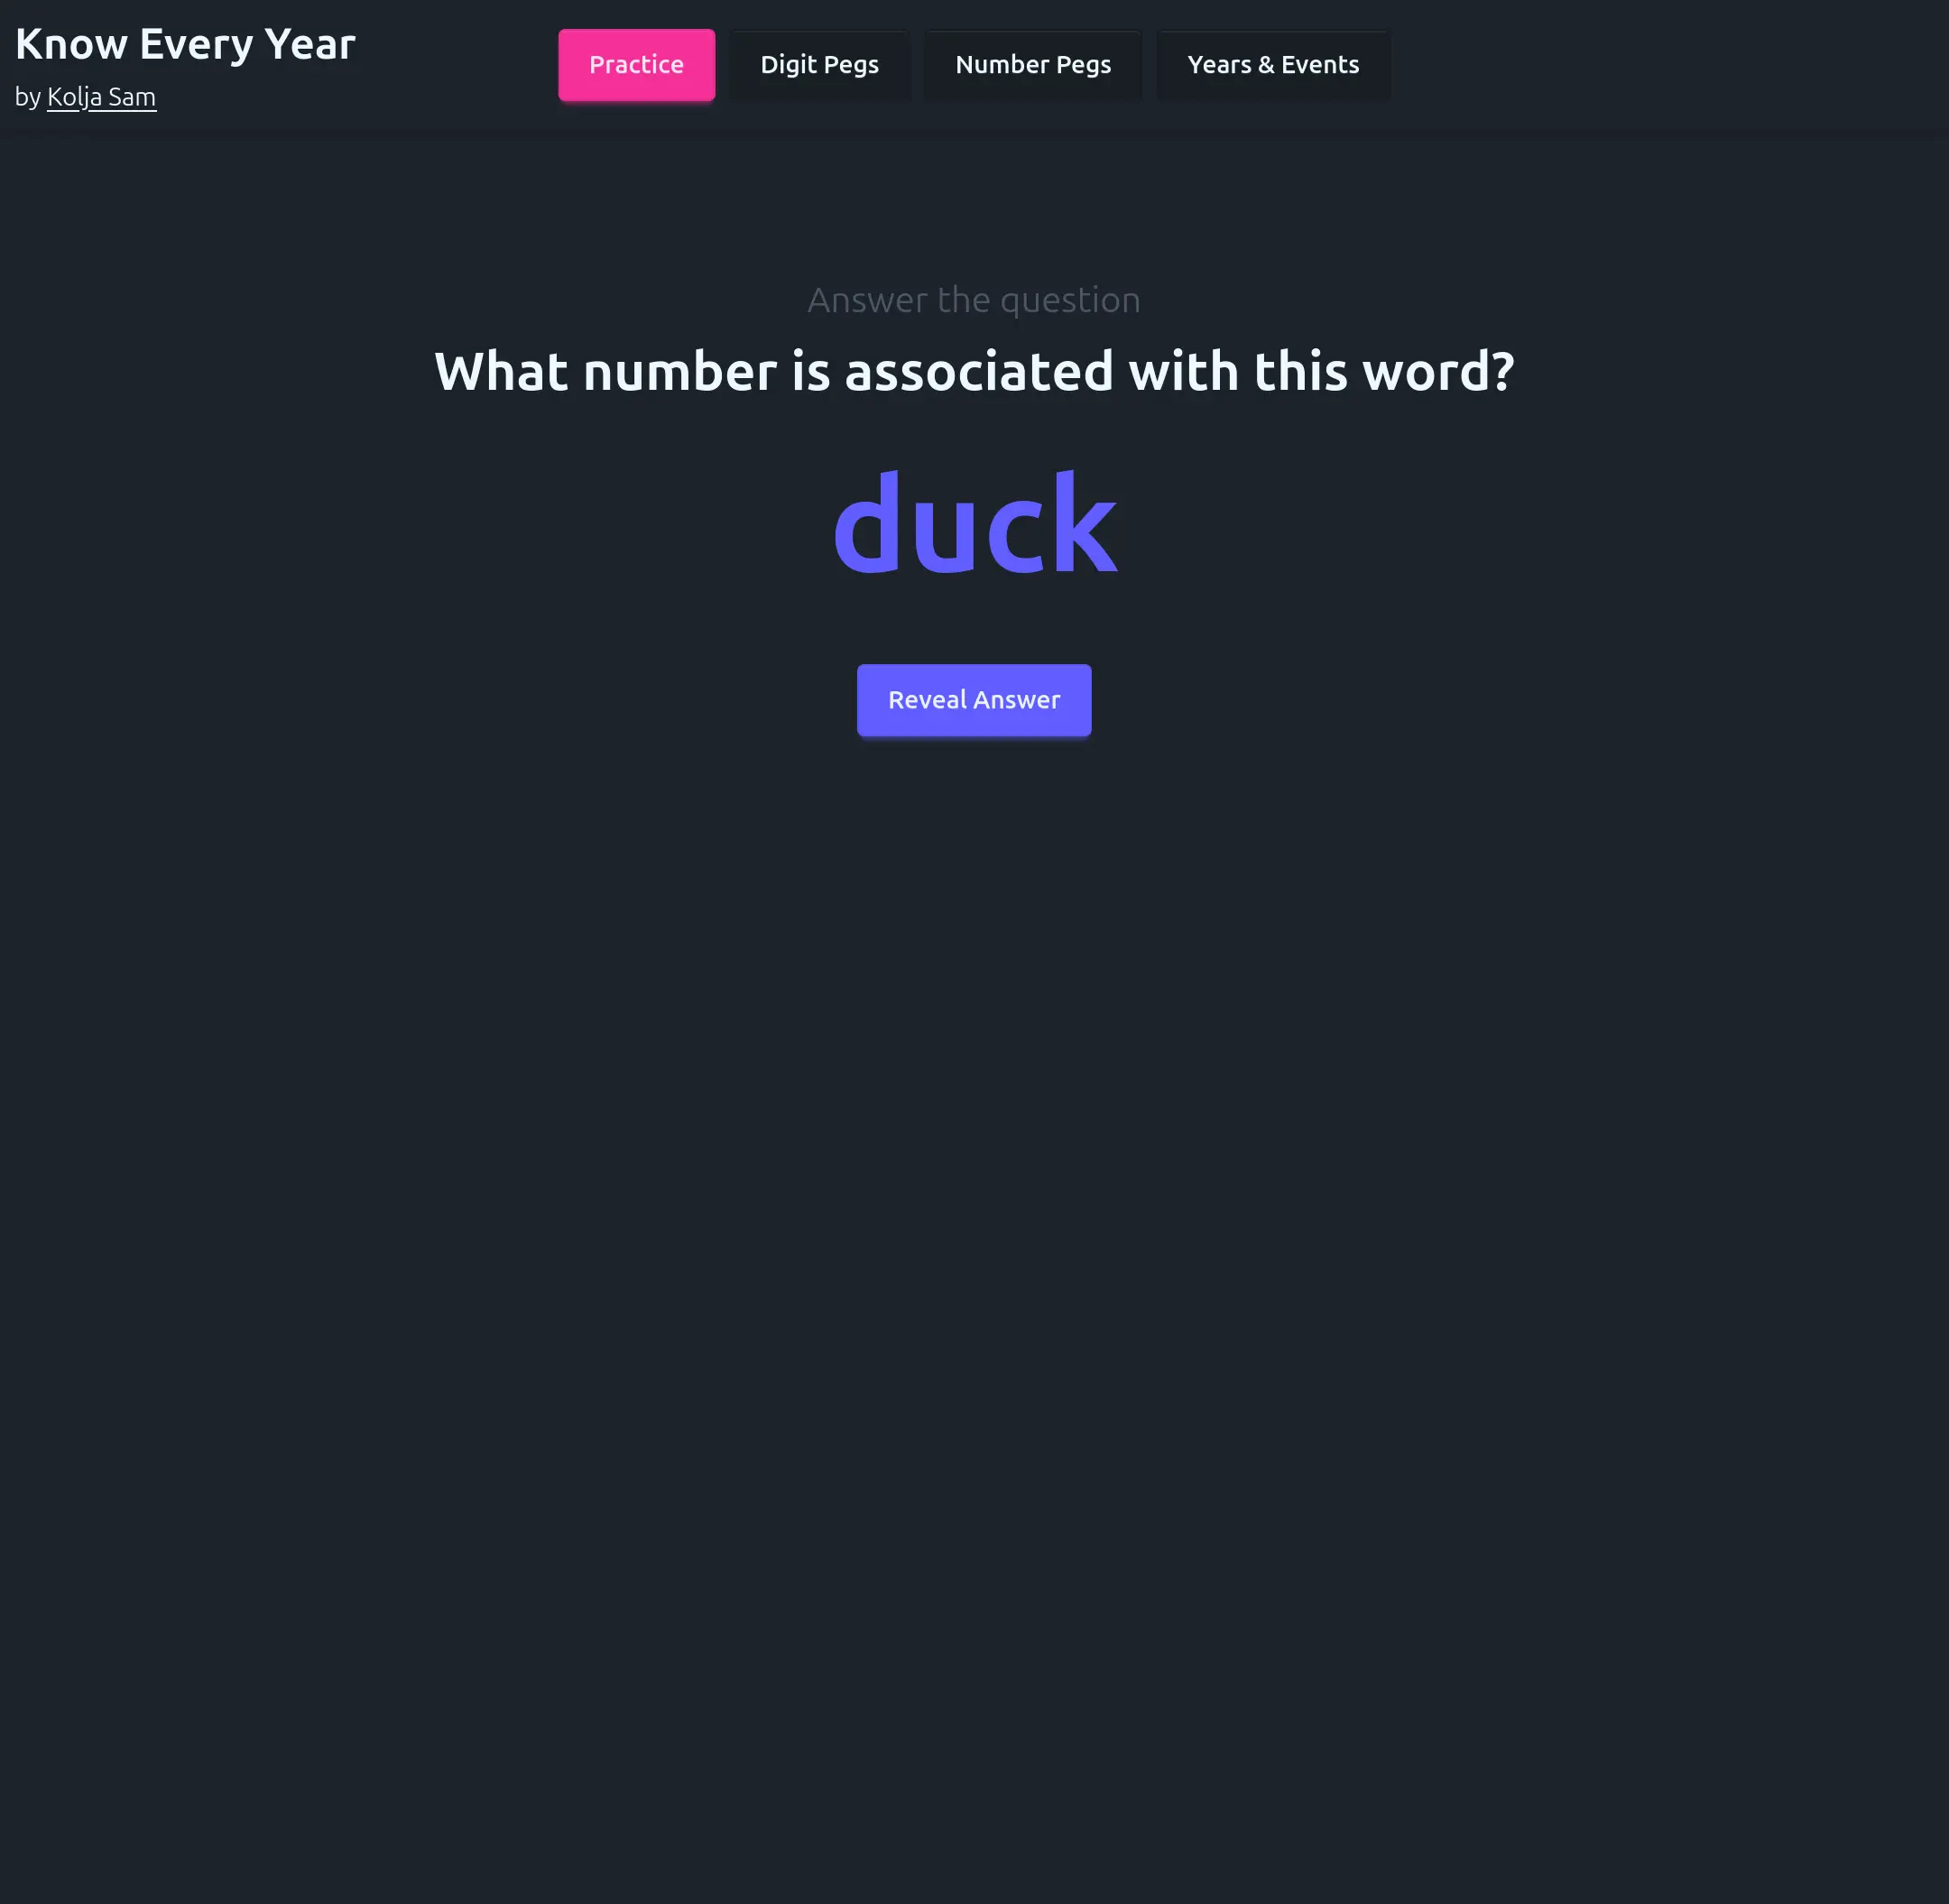 Know Every Year
by Kolja Sam
Practice
Digit Pegs
Number Pegs
Years & Events
Answer the question
What number is associated with this word?
duck
Reveal Answer